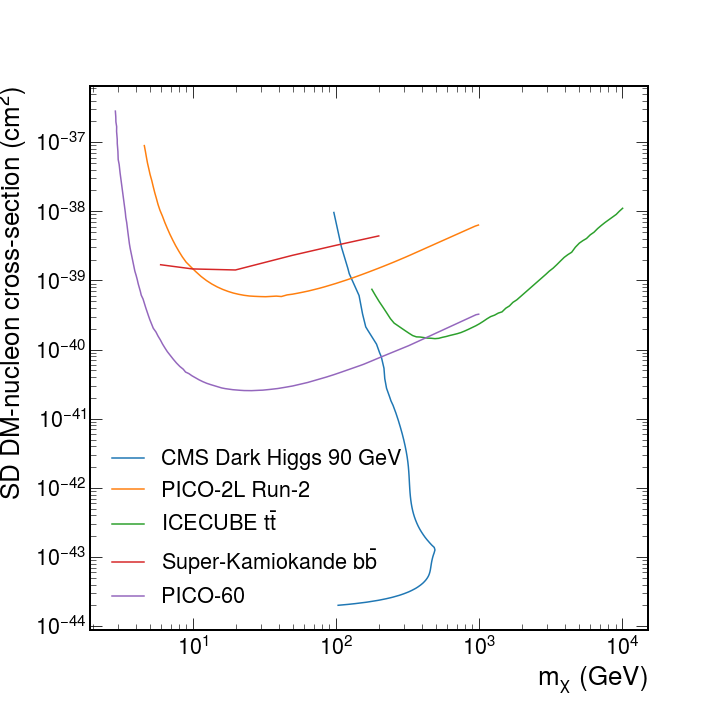 SD DM-nucleon cross-section (cm²)
10⁻³⁷
10⁻³⁸
10⁻³⁹
10⁻⁴⁰
10⁻⁴¹
10⁻⁴²
10⁻⁴³
10⁻⁴⁴
CMS Dark Higgs 90 GeV
PICO-2L Run-2
ICECUBE tt̄
Super-Kamiokande bb̄
PICO-60
10¹ 10² 10³ 10⁴
mᵪ (GeV)